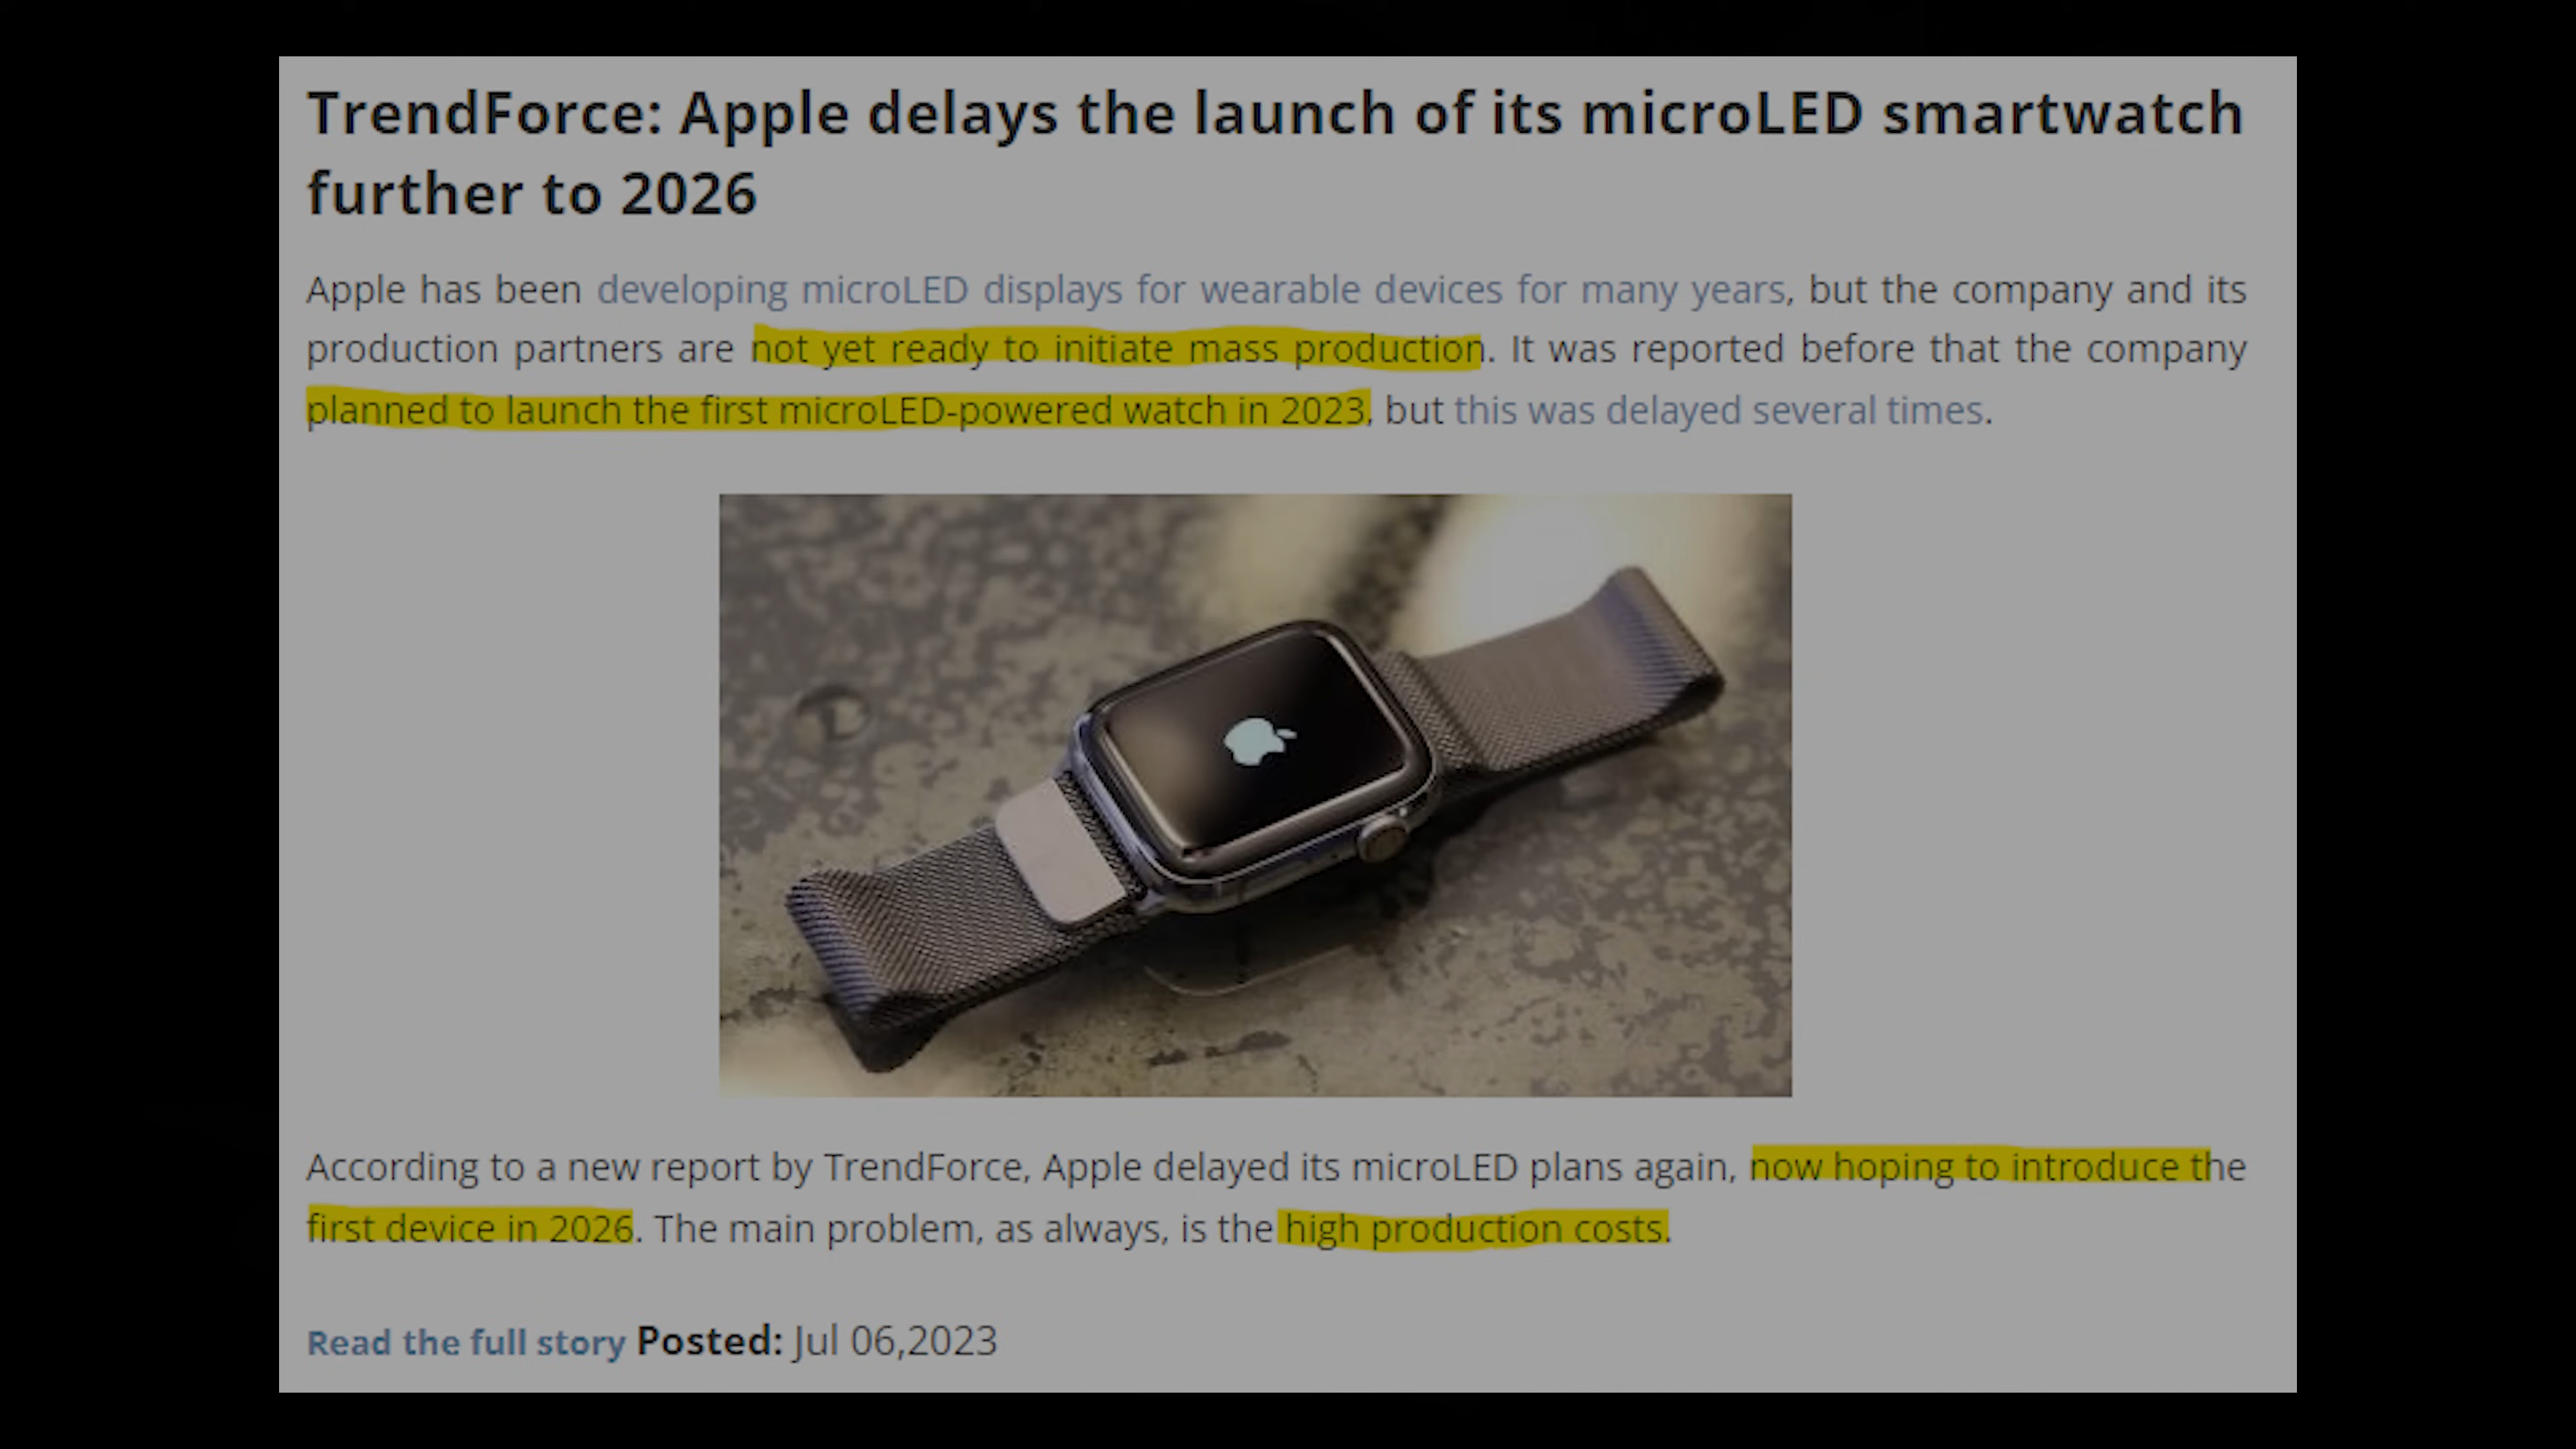 TrendForce: Apple delays the launch of its microLED smartwatch
further to 2026
Apple has been developing microLED displays for wearable devices for many years, but the company and its
production partners are not yet ready to initiate mass production. It was reported before that the company
planned to launch the first microLED-powered watch in 2023, but this was delayed several times.
According to a new report by TrendForce, Apple delayed its microLED plans again, now hoping to introduce the
first device in 2026. The main problem, as always, is the high production costs.
Read the full story Posted: Jul 06,2023